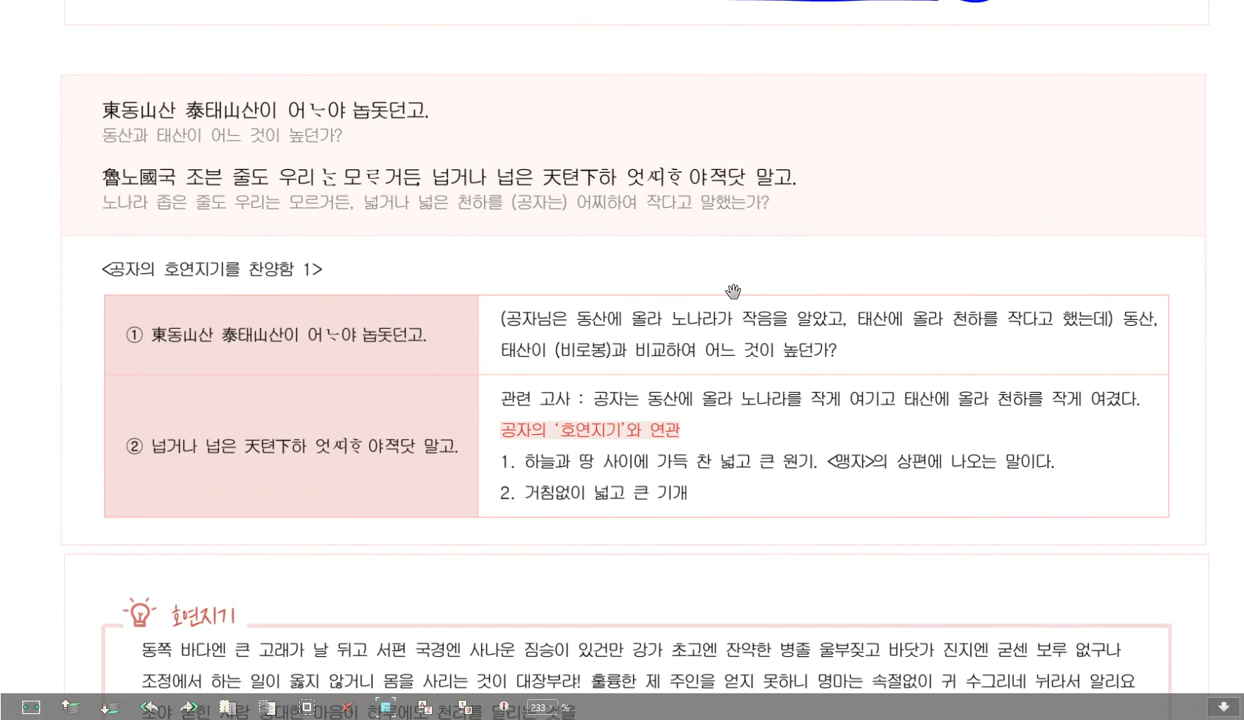 東동山산 泰태山산이 어ᄂᆞ야 놉돗던고.
동산과 태산이 어느 것이 높던가?
魯노國국 조븐 줄도 우리ᄂᆞᆫ 모ᄅᆞ거든, 넙거나 넙은 天텬下하 엇ᄶᅵᄒᆞ야 젹닷 말고.
노나라 좁은 줄도 우리는 모르거든, 넓거나 넓은 천하를 (공자는) 어찌하여 작다고 말했는가?
<공자의 호연지기를 찬양함 1>
① 東동山산 泰태山산이 어ᄂᆞ야 놉돗던고.
(공자님은 동산에 올라 노나라가 작음을 알았고, 태산에 올라 천하를 작다고 했는데) 동산,
태산이 (비로봉)과 비교하여 어느 것이 높던가?
② 넙거나 넙은 天텬下하 엇ᄶᅵᄒᆞ야 젹닷 말고.
관련 고사 : 공자는 동산에 올라 노나라를 작게 여기고 태산에 올라 천하를 작게 여겼다.
공자의 '호연지기'와 연관
1. 하늘과 땅 사이에 가득 찬 넓고 큰 원기. <맹자>의 상편에 나오는 말이다.
2. 거침없이 넓고 큰 기개
호연지기
동쪽 바다엔 큰 고래가 날 뛰고 서편 국경엔 사나운 짐승이 있건만 강가 초고엔 잔약한 병졸 울부짖고 바닷가 진지엔 굳센 보루 없구나
조정에서 하는 일이 옳지 않거니 몸을 사리는 것이 대장부랴! 훌륭한 제 주인을 얻지 못하니 명마는 속절없이 귀 수그리네 뉘라서 알리요
233 %